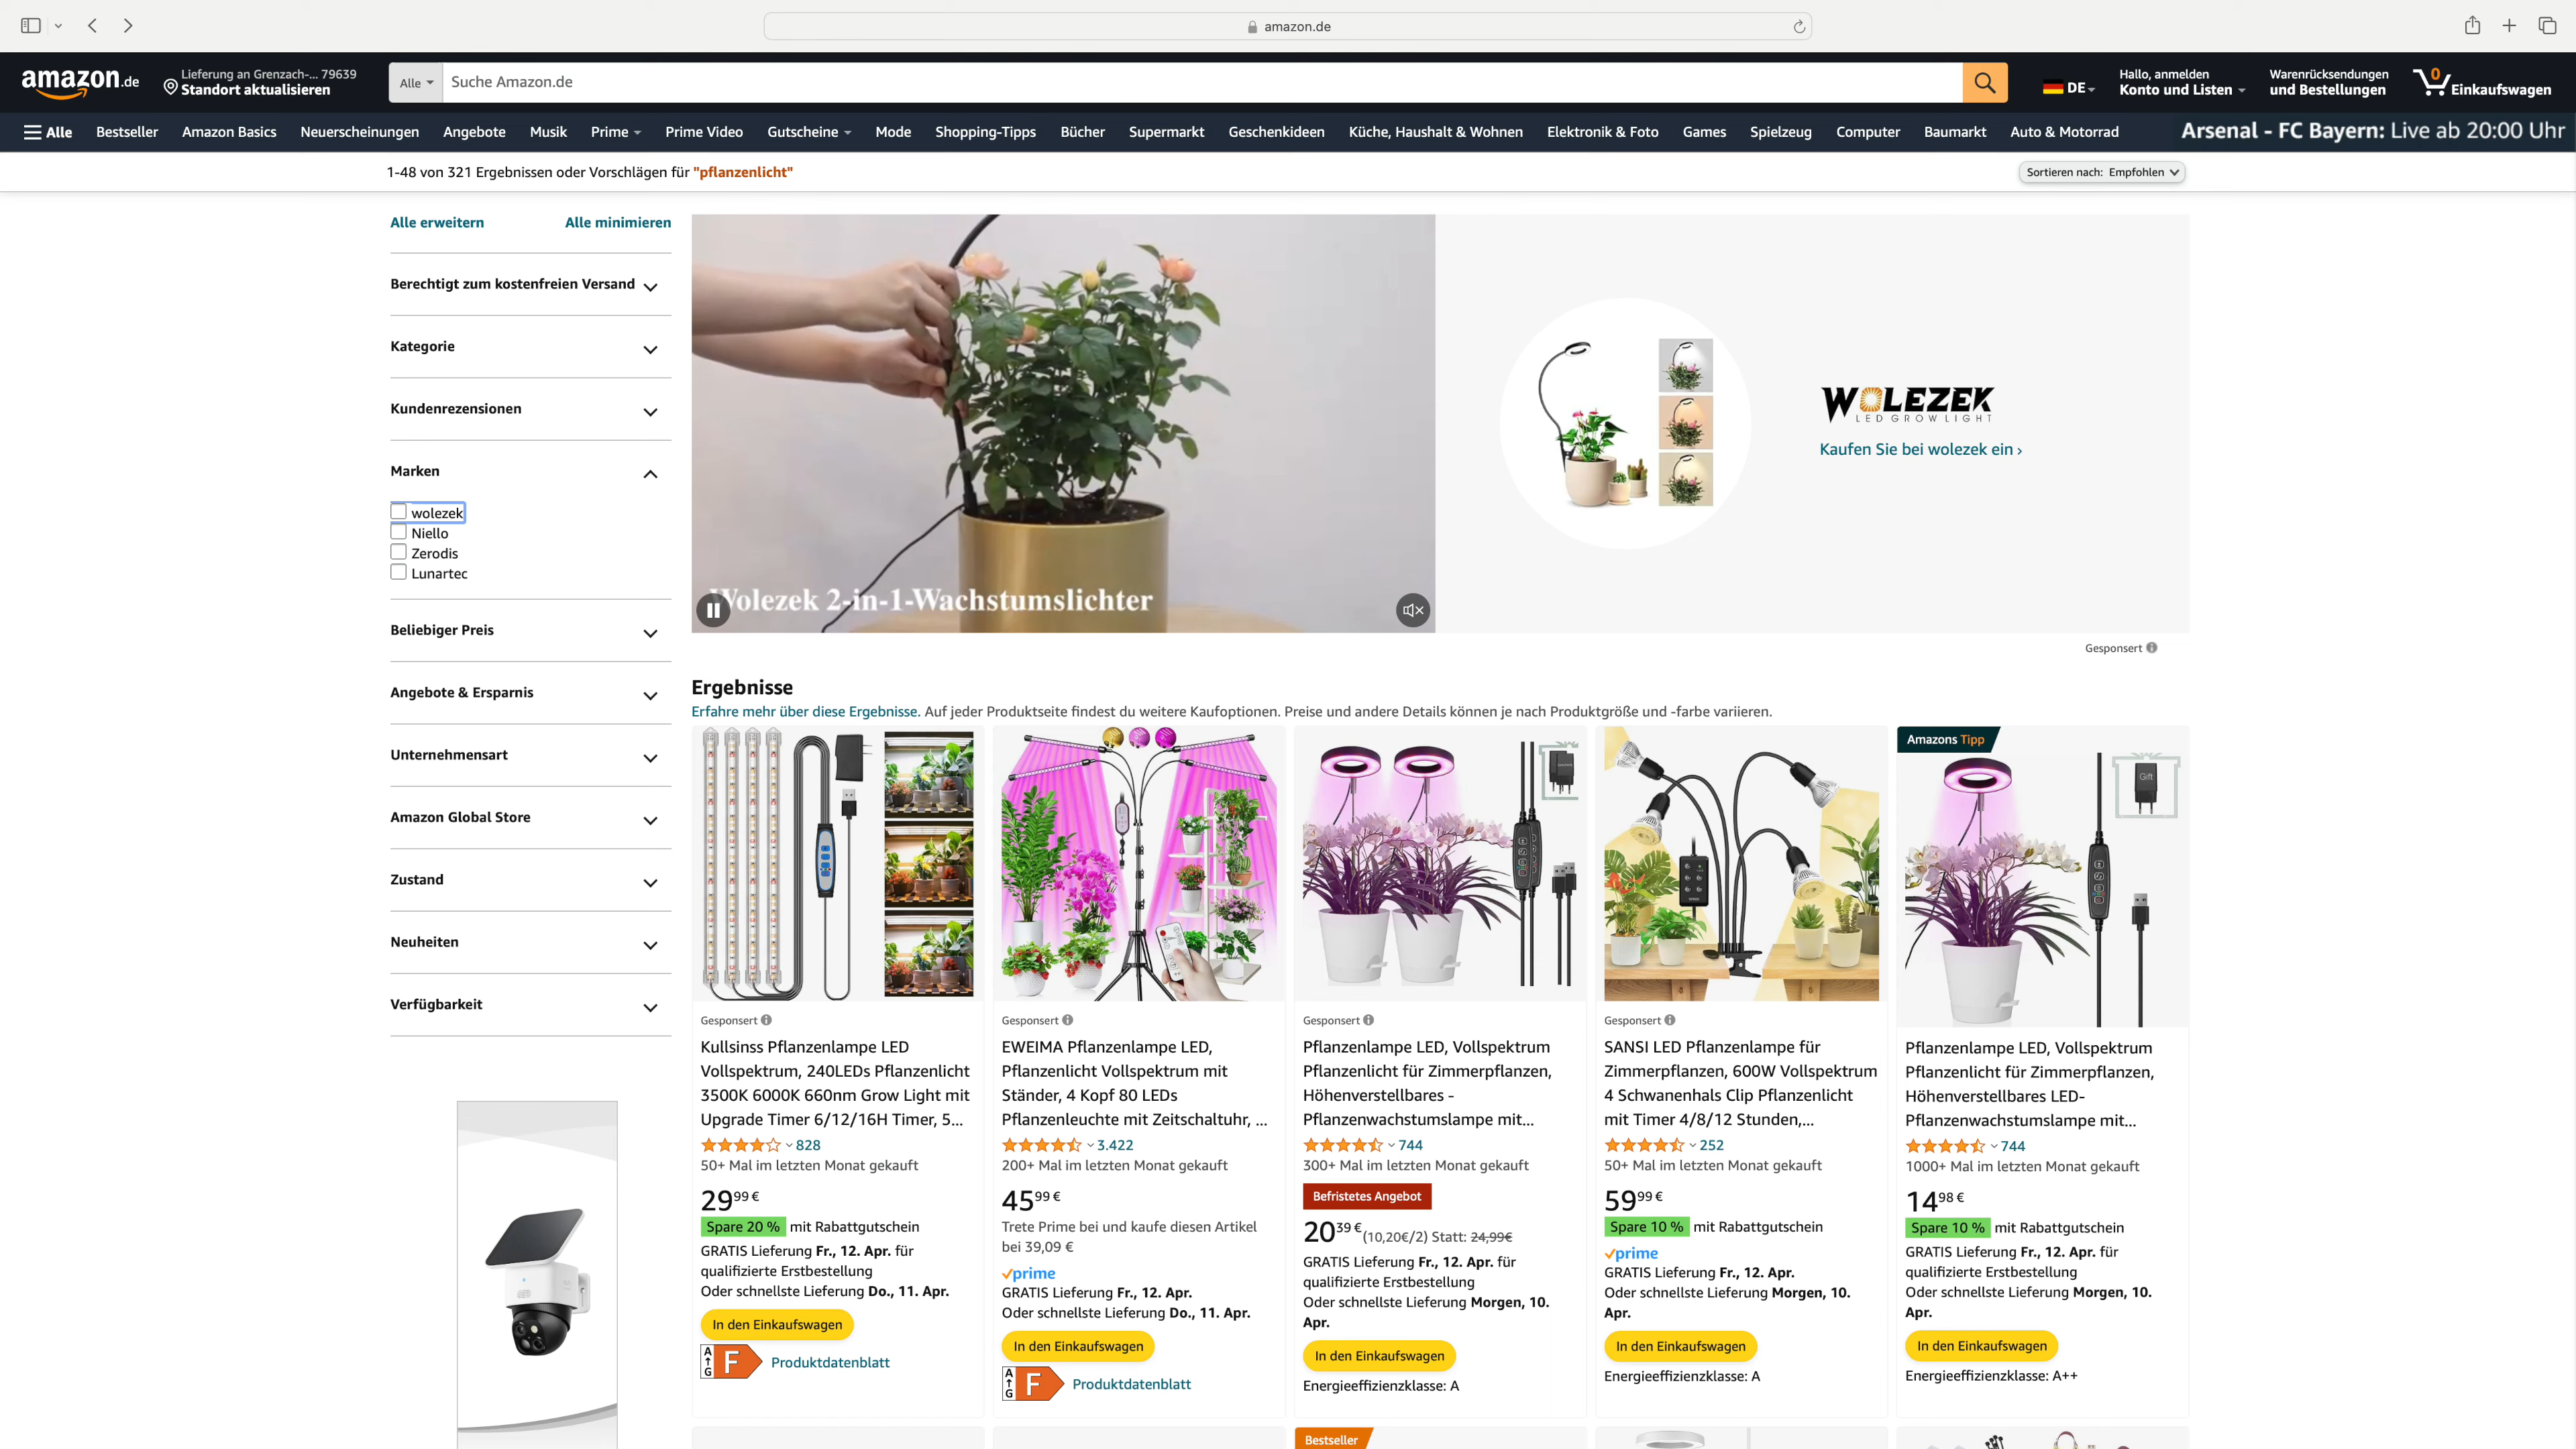 amazon.de
amazon.de
Lieferung an Grenzach-... 79639
Standort aktualisieren
Alle
Suche Amazon.de
DE
Hallo, anmelden
Konto und Listen
Warenrücksendungen
und Bestellungen
0
Einkaufswagen
Alle
Bestseller
Amazon Basics
Neuerscheinungen
Angebote
Musik
Prime
Prime Video
Gutscheine
Mode
Shopping-Tipps
Bücher
Supermarkt
Geschenkideen
Küche, Haushalt & Wohnen
Elektronik & Foto
Games
Spielzeug
Computer
Baumarkt
Auto & Motorrad
Arsenal - FC Bayern: Live ab 20:00 Uhr
1-48 von 321 Ergebnissen oder Vorschlägen für "pflanzenlicht"
Sortieren nach: Empfohlen
Alle erweitern
Alle minimieren
Berechtigt zum kostenfreien Versand
Kategorie
Kundenrezensionen
Marken
wolezek
Niello
Zerodis
Lunartec
Beliebiger Preis
Angebote & Ersparnis
Unternehmensart
Amazon Global Store
Zustand
Neuheiten
Verfügbarkeit
Wolezek 2-in-1-Wachstumslichter
WOLEZEK
LED GROW LIGHT
Kaufen Sie bei wolezek ein ›
Gesponsert
Ergebnisse
Erfahre mehr über diese Ergebnisse. Auf jeder Produktseite findest du weitere Kaufoptionen. Preise und andere Details können je nach Produktgröße und -farbe variieren.
Gesponsert
Kullsinss Pflanzenlampe LED
Vollspektrum, 240LEDs Pflanzenlicht
3500K 6000K 660nm Grow Light mit
Upgrade Timer 6/12/16H Timer, 5...
828
50+ Mal im letzten Monat gekauft
29 99 €
Spare 20 % mit Rabattgutschein
GRATIS Lieferung Fr., 12. Apr. für
qualifizierte Erstbestellung
Oder schnellste Lieferung Do., 11. Apr.
In den Einkaufswagen
A
G
F
Produktdatenblatt
Gesponsert
EWEIMA Pflanzenlampe LED,
Pflanzenlicht Vollspektrum mit
Ständer, 4 Kopf 80 LEDs
Pflanzenleuchte mit Zeitschaltuhr, ...
3.422
200+ Mal im letzten Monat gekauft
45 99 €
Trete Prime bei und kaufe diesen Artikel
bei 39,09 €
prime
GRATIS Lieferung Fr., 12. Apr.
Oder schnellste Lieferung Do., 11. Apr.
In den Einkaufswagen
A
G
F
Produktdatenblatt
Gesponsert
Pflanzenlampe LED, Vollspektrum
Pflanzenlicht für Zimmerpflanzen,
Höhenverstellbares -
Pflanzenwachstumslampe mit...
744
300+ Mal im letzten Monat gekauft
Befristetes Angebot
20 39 € (10,20€/2) Statt: 24,99€
GRATIS Lieferung Fr., 12. Apr. für
qualifizierte Erstbestellung
Oder schnellste Lieferung Morgen, 10.
Apr.
In den Einkaufswagen
Energieeffizienzklasse: A
Gesponsert
SANSI LED Pflanzenlampe für
Zimmerpflanzen, 600W Vollspektrum
4 Schwanenhals Clip Pflanzenlicht
mit Timer 4/8/12 Stunden,...
252
50+ Mal im letzten Monat gekauft
59 99 €
Spare 10 % mit Rabattgutschein
prime
GRATIS Lieferung Fr., 12. Apr.
Oder schnellste Lieferung Morgen, 10.
Apr.
In den Einkaufswagen
Energieeffizienzklasse: A
Amazons Tipp
Gift
Pflanzenlampe LED, Vollspektrum
Pflanzenlicht für Zimmerpflanzen,
Höhenverstellbares LED-
Pflanzenwachstumslampe mit...
744
1000+ Mal im letzten Monat gekauft
14 98 €
Spare 10 % mit Rabattgutschein
GRATIS Lieferung Fr., 12. Apr. für
qualifizierte Erstbestellung
Oder schnellste Lieferung Morgen, 10.
Apr.
In den Einkaufswagen
Energieeffizienzklasse: A++
Bestseller